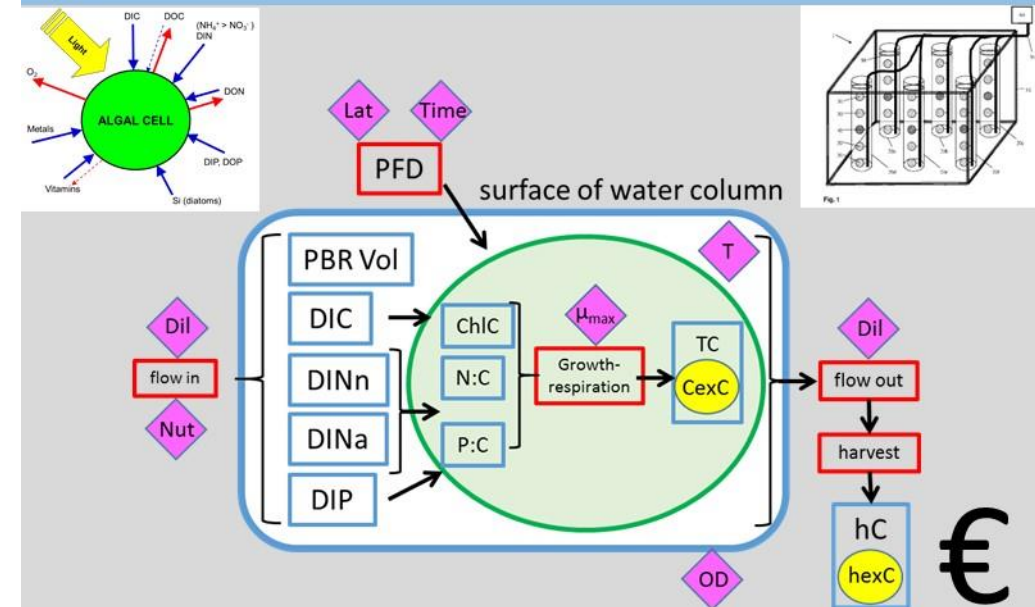 DIC
DOC
(NH₄⁺ > NO₃⁻)
DIN
Light
O₂
DON
ALGAL CELL
Metals
DIP, DOP
Vitamins
Si (diatoms)
Fig. 1
Lat
Time
PFD
surface of water column
T
PBR Vol
DIC
ChlC
μmax
Dil
Dil
TC
flow in
DINn
N:C
Growth-
respiration
CexC
flow out
Nut
DINa
P:C
harvest
DIP
hC
hexC
€
OD